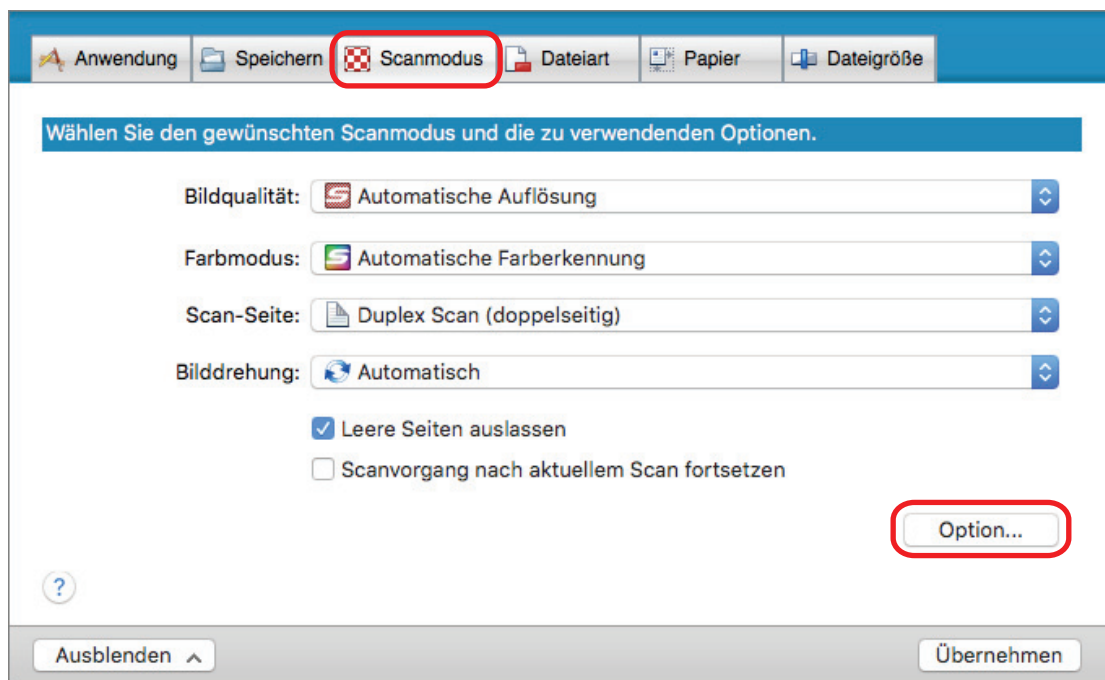 Anwendung Speichern Scanmodus Dateiart Papier Dateigröße
Wählen Sie den gewünschten Scanmodus und die zu verwendenden Optionen.
Bildqualität: Automatische Auflösung
Farbmodus: Automatische Farberkennung
Scan-Seite: Duplex Scan (doppelseitig)
Bilddrehung: Automatisch
Leere Seiten auslassen
Scanvorgang nach aktuellem Scan fortsetzen
Option...
?
Ausblenden Übernehmen